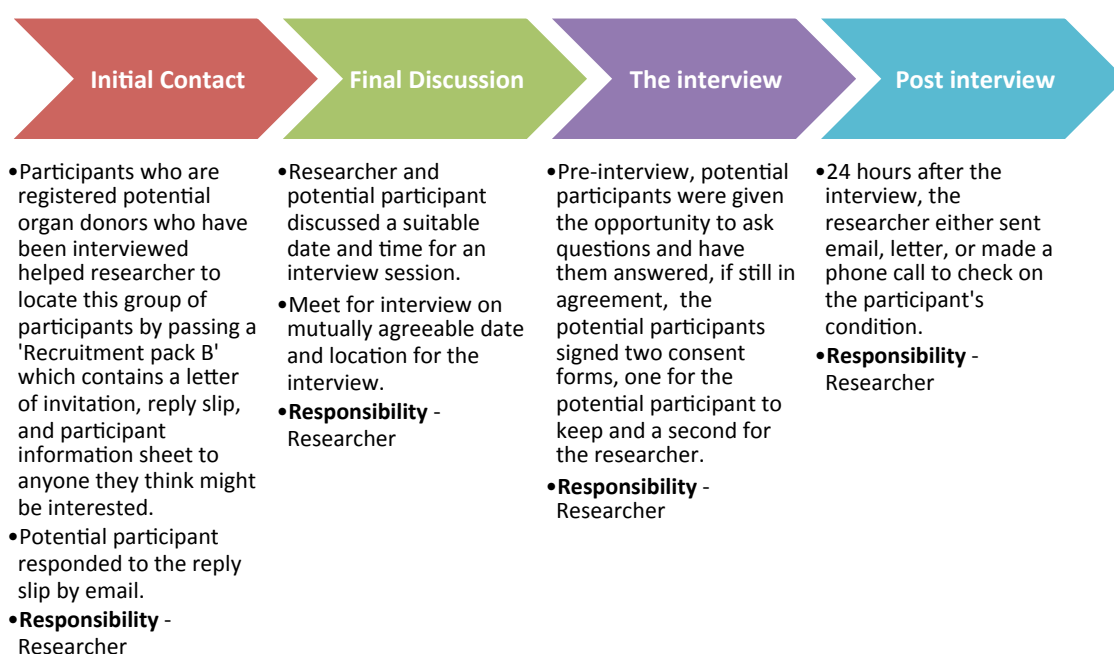 Initial Contact
•Participants who are
registered potential
organ donors who have
been interviewed
helped researcher to
locate this group of
participants by passing a
'Recruitment pack B'
which contains a letter
of invitation, reply slip,
and participant
information sheet to
anyone they think might
be interested.
•Potential participant
responded to the reply
slip by email.
•Responsibility -
Researcher
Final Discussion
•Researcher and
potential participant
discussed a suitable
date and time for an
interview session.
•Meet for interview on
mutually agreeable date
and location for the
interview.
•Responsibility -
Researcher
The interview
•Pre-interview, potential
participants were given
the opportunity to ask
questions and have
them answered, if still in
agreement, the
potential participants
signed two consent
forms, one for the
potential participant to
keep and a second for
the researcher.
•Responsibility -
Researcher
Post interview
•24 hours after the
interview, the
researcher either sent
email, letter, or made a
phone call to check on
the participant's
condition.
•Responsibility -
Researcher